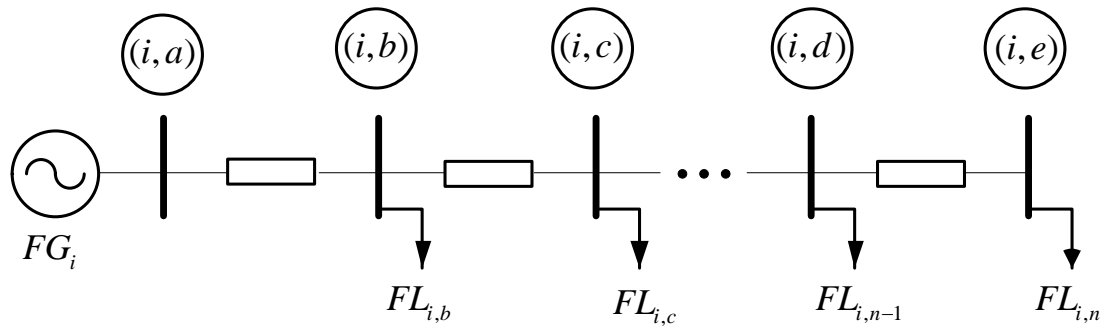 (i,a) (i,b) (i,c) (i,d) (i,e)
FG_i
FL_{i,b} FL_{i,c} FL_{i,n-1} FL_{i,n}